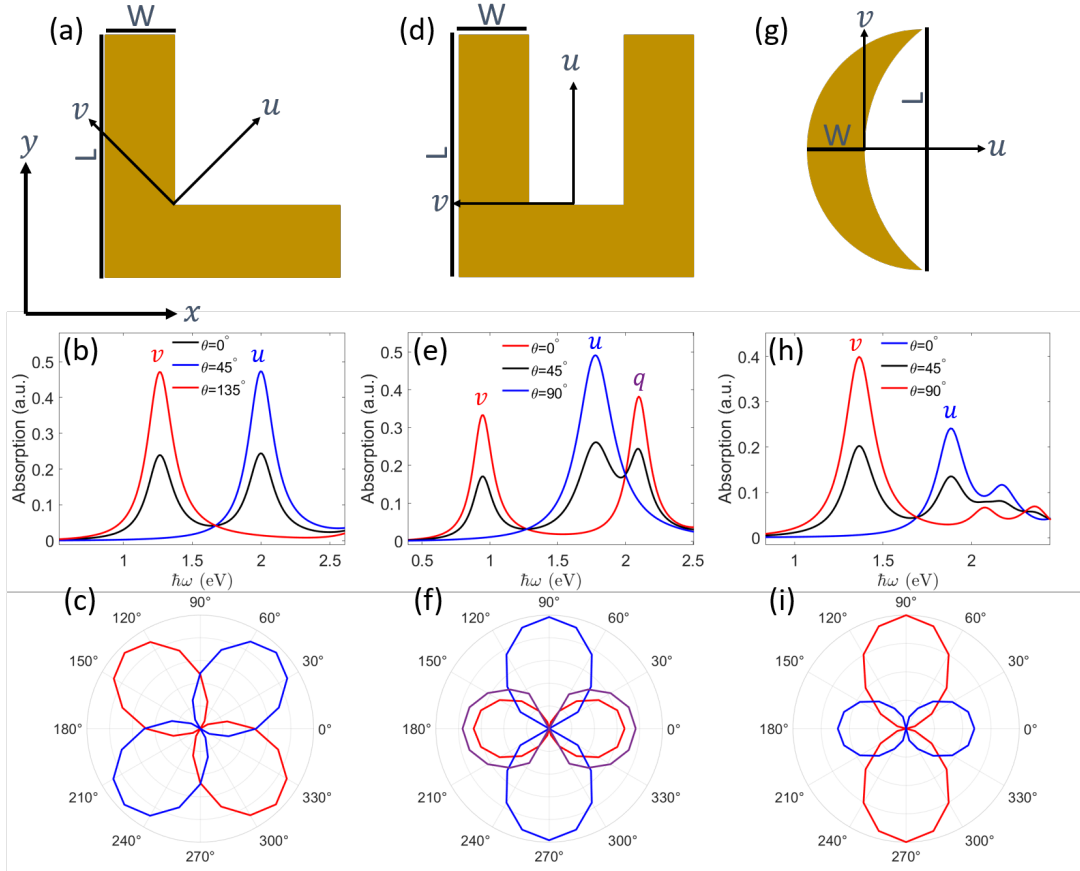 (a)
W
v
u
L
y
x
(d)
W
u
L
v
(g)
v
L
W
u
(b)
v
u
θ=0°
θ=45°
θ=135°
Absorption (a.u.)
0.5
0.4
0.3
0.2
0.1
0
1
1.5
2
2.5
ħω (eV)
(e)
v
u
q
θ=0°
θ=45°
θ=90°
Absorption (a.u.)
0.5
0.4
0.3
0.2
0.1
0
0.5
1
1.5
2
2.5
ħω (eV)
(h)
v
u
θ=0°
θ=45°
θ=90°
Absorption (a.u.)
0.4
0.3
0.2
0.1
0
1
1.5
2
ħω (eV)
(c)
90°
120°
60°
150°
30°
180°
0°
210°
330°
240°
300°
270°
(f)
90°
120°
60°
150°
30°
180°
0°
210°
330°
240°
300°
270°
(i)
90°
120°
60°
150°
30°
180°
0°
210°
330°
240°
300°
270°